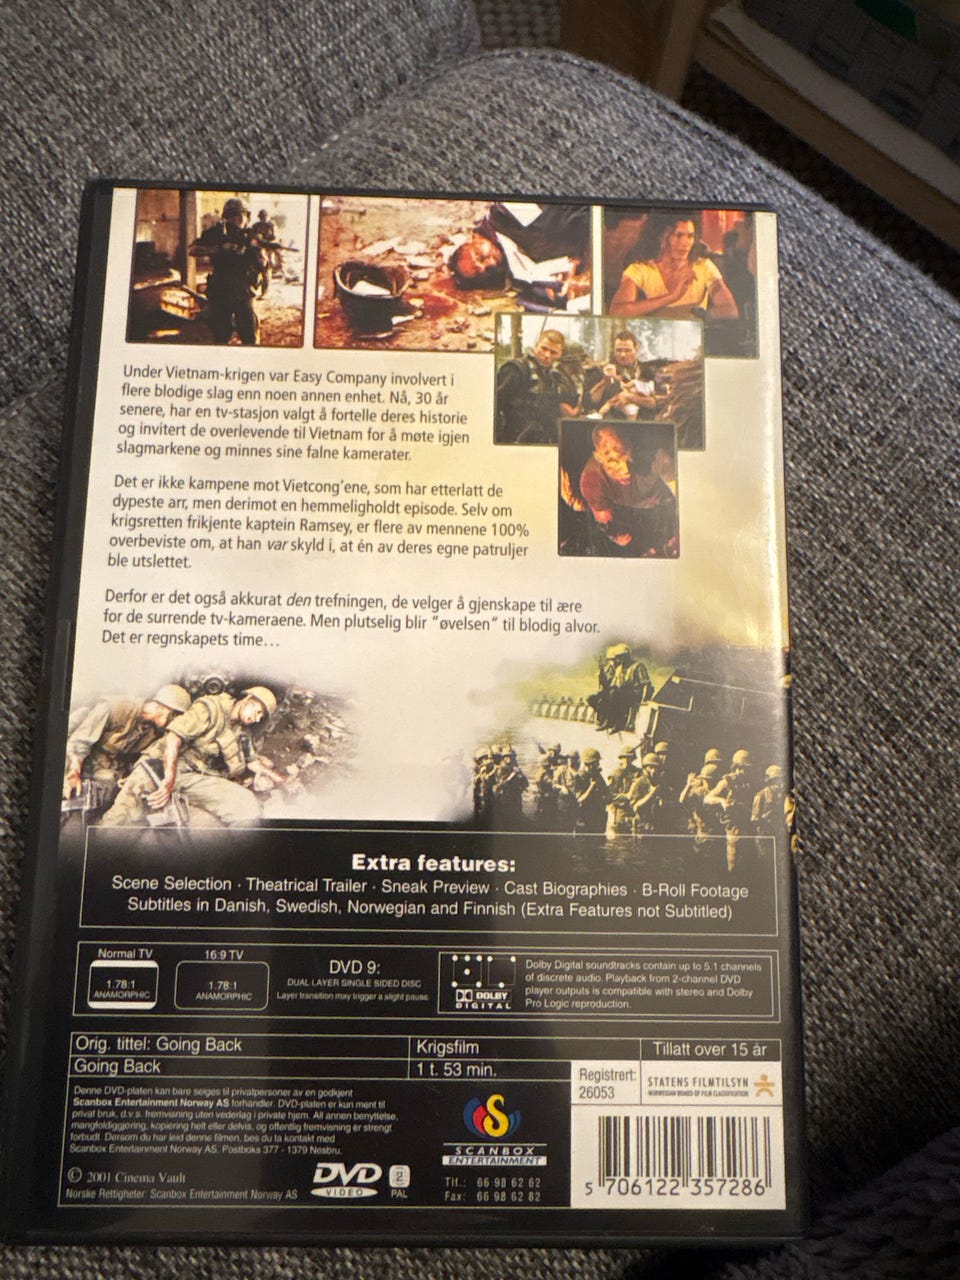 Under Vietnam-krigen var Easy Company involvert i
flere blodige slag enn noen annen enhet. Nå, 30 år
senere, har en tv-stasjon valgt å fortelle deres historie
og invitert de overlevende til Vietnam for å møte igjen
slagmarkene og minnes sine falne kamerater.
Det er ikke kampene mot Vietcong'ene, som har etterlatt de
dypeste arr, men derimot en hemmeligholdt episode. Selv om
krigsretten frikjente kaptein Ramsey, er flere av mennene 100%
overbeviste om, at han var skyld i, at én av deres egne patruljer
ble utslettet.
Derfor er det også akkurat den trefningen, de velger å gjenskape til ære
for de surrende tv-kameraene. Men plutselig blir "øvelsen" til blodig alvor.
Det er regnskapets time...
Extra features:
Scene Selection · Theatrical Trailer · Sneak Preview · Cast Biographies · B-Roll Footage
Subtitles in Danish, Swedish, Norwegian and Finnish (Extra Features not Subtitled)
Normal TV
1.78:1
ANAMORPHIC
16:9 TV
1.78:1
ANAMORPHIC
DVD 9:
DUAL LAYER SINGLE SIDED DISC
Layer transition may trigger a slight pause.
DOLBY
DIGITAL
Dolby Digital soundtracks contain up to 5.1 channels
of discrete audio. Playback from 2-channel DVD
player outpuls is compatible with stereo and Dolby
Pro Logic reproduction.
Orig. tittel: Going Back
Krigsfilm
Tillatt over 15 år
Going Back
1 t. 53 min.
Registrert:
26053
STATENS FILMTILSYN
NORWEGIAN BOARD OF FILM CLASSIFICATION
Denne DVD-platen kan bare selges til privatpersoner av en godkjent
Scanbox Entertainment Norway AS forhandler. DVD-platen er kun ment til
privat bruk, d.v.s. fremvisning uten vederlag i private hjem. All annen benyttelse,
mangfoldiggjøring, kopiering helt eller delvis, og offentlig fremvisning er strengt
forbudt. Dersom du har leid denne filmen, bes du ta kontakt med
Scanbox Entertainment Norway AS. Postboks 377 - 1379 Nesbru.
© 2001 Cinema Vault
Norske Rettigheter: Scanbox Entertainment Norway AS
DVD
VIDEO
2
PAL
S
SCANBOX
ENTERTAINMENT
Tlf.: 66 98 62 62
Fax: 66 98 62 82
5 706122 357286